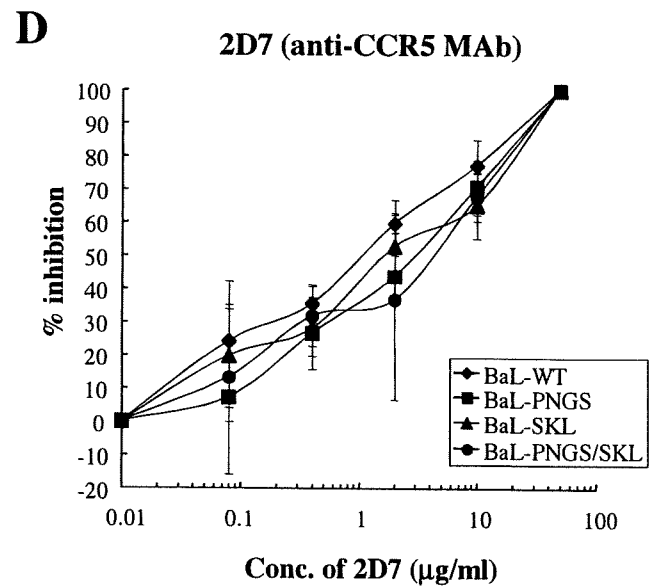 D
2D7 (anti-CCR5 MAb)
% inhibition
100
90
80
70
60
50
40
30
20
10
0
-10
-20
0.01 0.1 1 10 100
Conc. of 2D7 (μg/ml)
BaL-WT
BaL-PNGS
BaL-SKL
BaL-PNGS/SKL